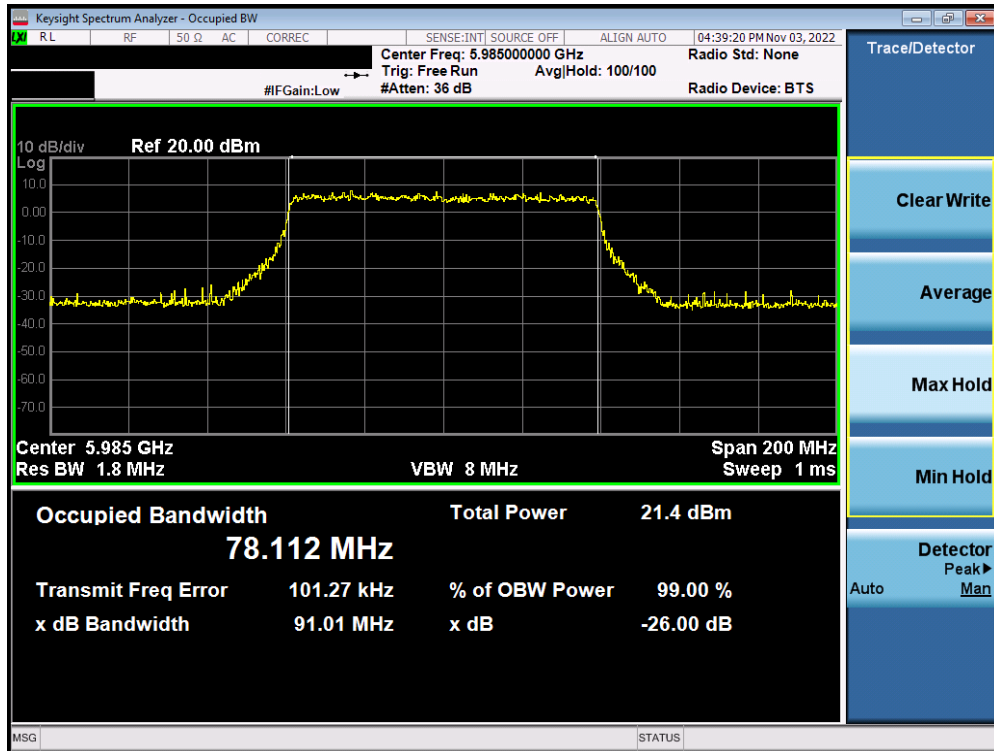 Keysight Spectrum Analyzer - Occupied BW
LXI RL RF 50 Ω AC CORREC SENSE:INT SOURCE OFF ALIGN AUTO 04:39:20 PM Nov 03, 2022
Center Freq: 5.985000000 GHz Radio Std: None
Trig: Free Run Avg|Hold: 100/100
#IFGain:Low #Atten: 36 dB Radio Device: BTS
10 dB/div Ref 20.00 dBm
Log
10.0
0.00
-10.0
-20.0
-30.0
-40.0
-50.0
-60.0
-70.0
Center 5.985 GHz Span 200 MHz
Res BW 1.8 MHz VBW 8 MHz Sweep 1 ms
Occupied Bandwidth Total Power 21.4 dBm
78.112 MHz
Transmit Freq Error 101.27 kHz % of OBW Power 99.00 %
x dB Bandwidth 91.01 MHz x dB -26.00 dB
MSG STATUS
Trace/Detector
Clear Write
Average
Max Hold
Min Hold
Detector
Peak▶
Auto Man